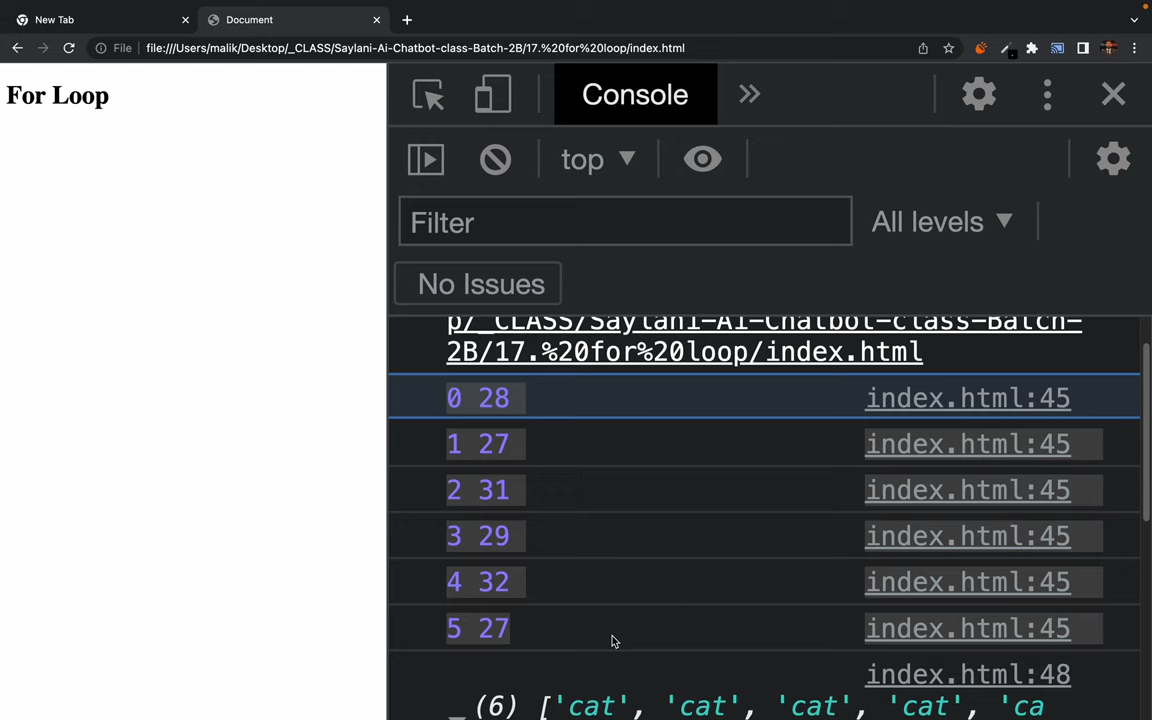 New Tab
Document
File file:///Users/malik/Desktop/_CLASS/Saylani-Ai-Chatbot-class-Batch-2B/17.%20for%20loop/index.html
For Loop
Console
top
Filter
All levels
No Issues
p/_CLASS/Saylani-Ai-Chatbot-class-Batch-
2B/17.%20for%20loop/index.html
0 28 index.html:45
1 27 index.html:45
2 31 index.html:45
3 29 index.html:45
4 32 index.html:45
5 27 index.html:45
index.html:48
(6) ['cat', 'cat', 'cat', 'cat', 'ca